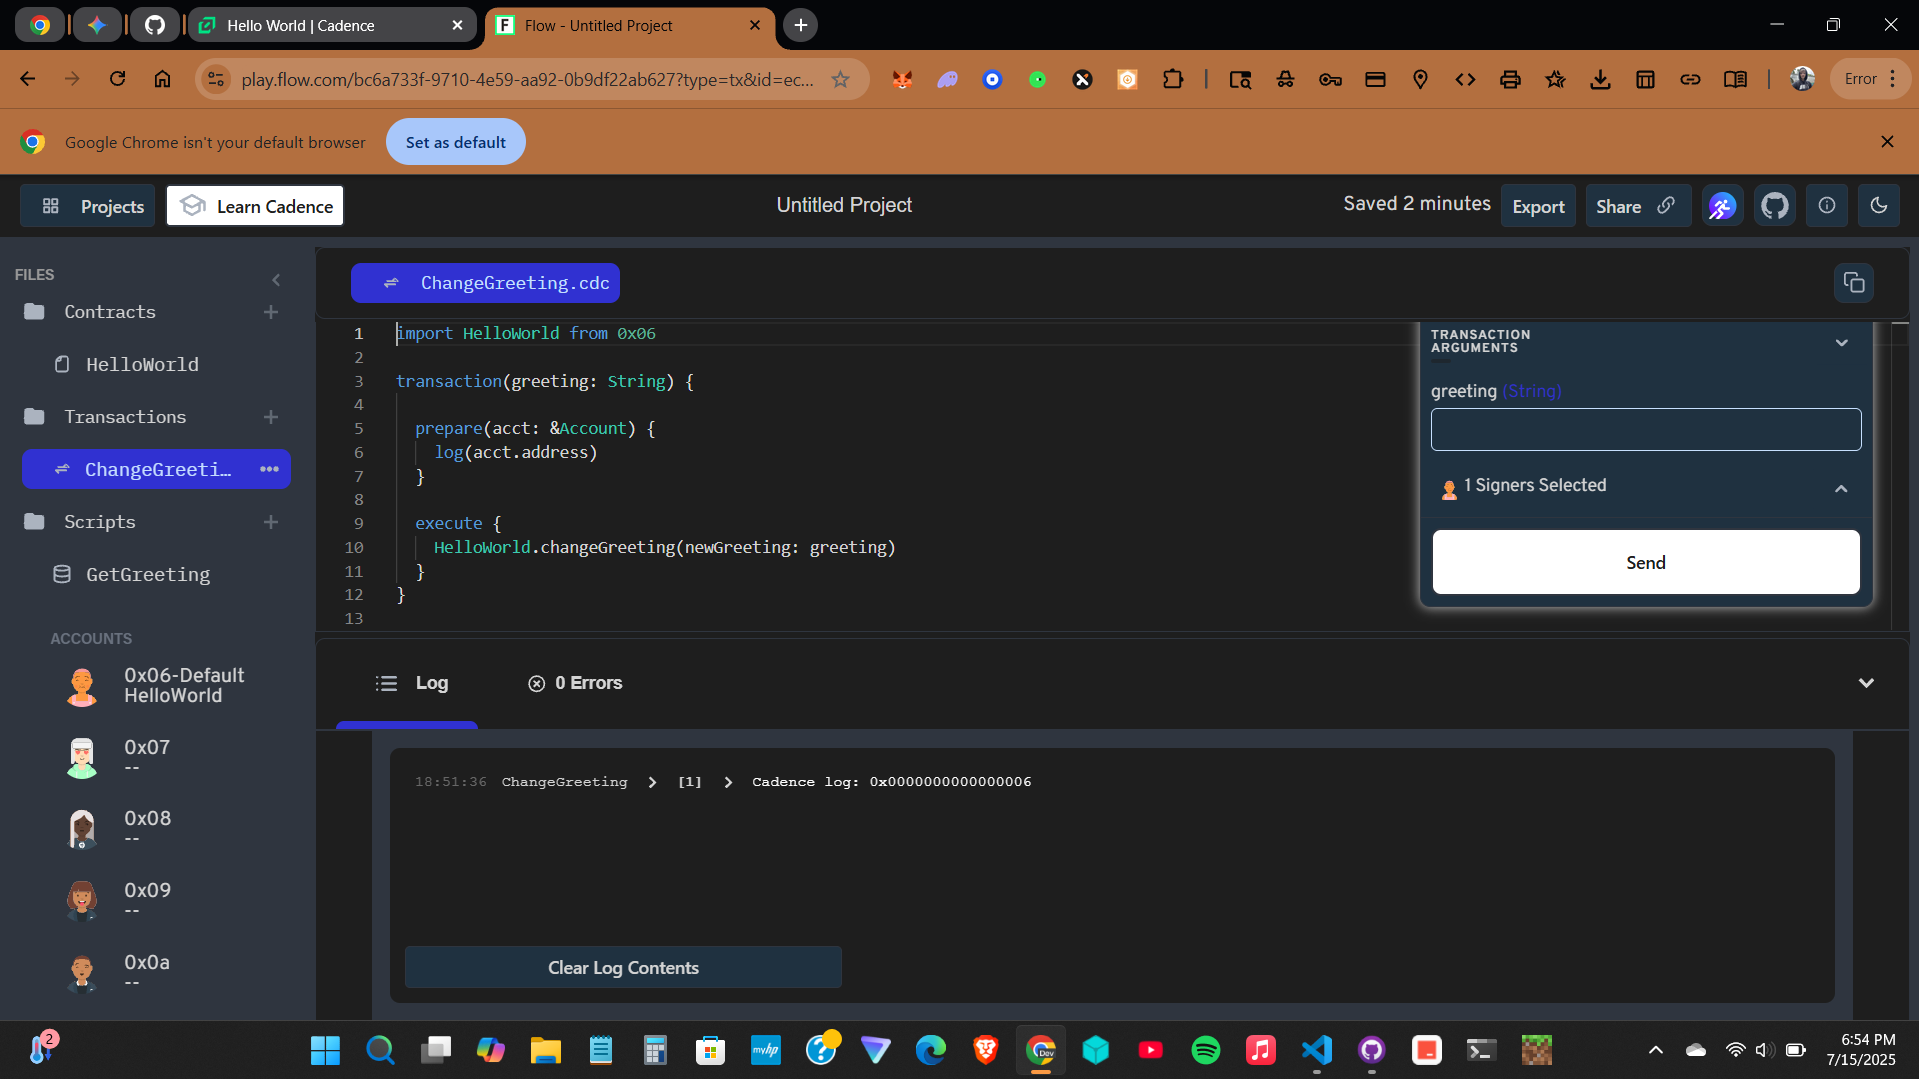 Hello World | Cadence
F
Flow - Untitled Project
play.flow.com/bc6a733f-9710-4e59-aa92-0b9df22ab627?type=tx&id=ec...
Error
Google Chrome isn't your default browser
Set as default
Projects
Learn Cadence
Untitled Project
Saved 2 minutes
Export
Share
FILES
Contracts
HelloWorld
Transactions
ChangeGreeti...
Scripts
GetGreeting
ACCOUNTS
0x06-Default
HelloWorld
0x07
--
0x08
--
0x09
--
0x0a
--
ChangeGreeting.cdc
1 import HelloWorld from 0x06
2
3 transaction(greeting: String) {
4
5 prepare(acct: &Account) {
6 log(acct.address)
7 }
8
9 execute {
10 HelloWorld.changeGreeting(newGreeting: greeting)
11 }
12 }
13
TRANSACTION
ARGUMENTS
greeting (String)
1 Signers Selected
Send
Log
0 Errors
18:51:36 ChangeGreeting > [1] > Cadence log: 0x0000000000000006
Clear Log Contents
2
myhp
Dev
6:54 PM
7/15/2025